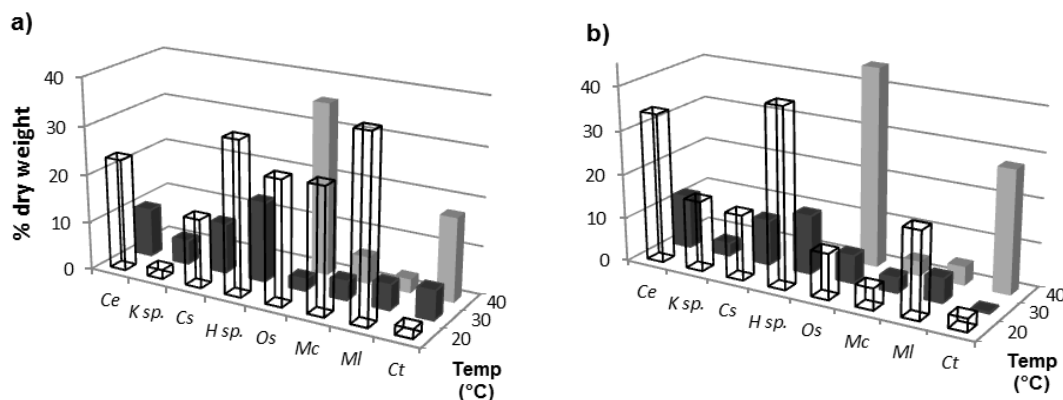 a)
% dry weight
40
30
20
10
0
Ce
K sp.
Cs
H sp.
Os
Mc
Ml
Ct
20
30
40
Temp
(°C)
b)
40
30
20
10
0
Ce
K sp.
Cs
H sp.
Os
Mc
Ml
Ct
20
30
40
Temp
(°C)